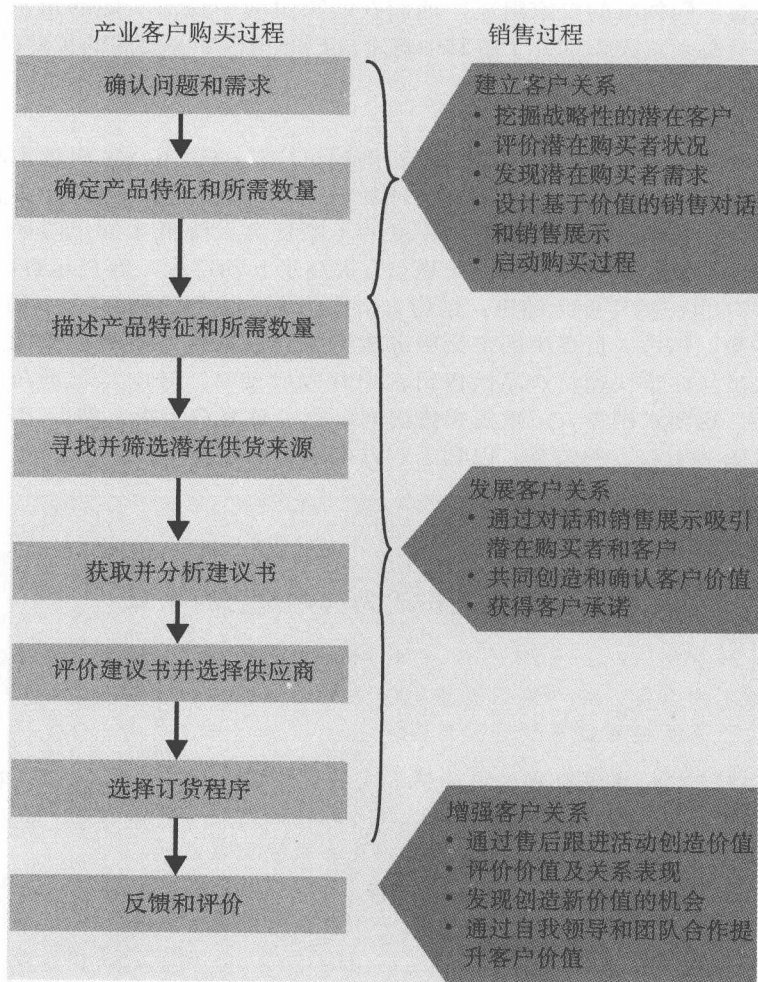 产业客户购买过程
确认问题和需求
确定产品特征和所需数量
描述产品特征和所需数量
寻找并筛选潜在供货来源
获取并分析建议书
评价建议书并选择供应商
选择订货程序
反馈和评价
销售过程
建立客户关系
• 挖掘战略性的潜在客户
• 评价潜在购买者状况
• 发现潜在购买者需求
• 设计基于价值的销售对话
和销售展示
• 启动购买过程
发展客户关系
• 通过对话和销售展示吸引
潜在购买者和客户
• 共同创造和确认客户价值
• 获得客户承诺
增强客户关系
• 通过售后跟进活动创造价值
• 评价价值及关系表现
• 发现创造新价值的机会
• 通过自我领导和团队合作提
升客户价值